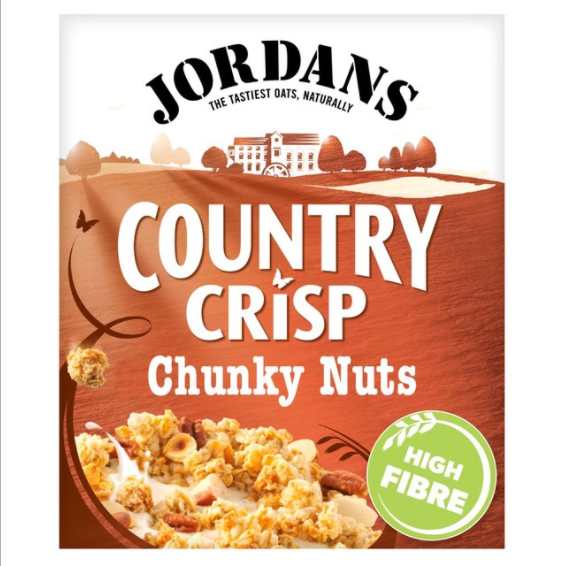 JORDANS
THE TASTIEST OATS, NATURALLY
COUNTRY
CRISP
Chunky Nuts
HIGH
FIBRE